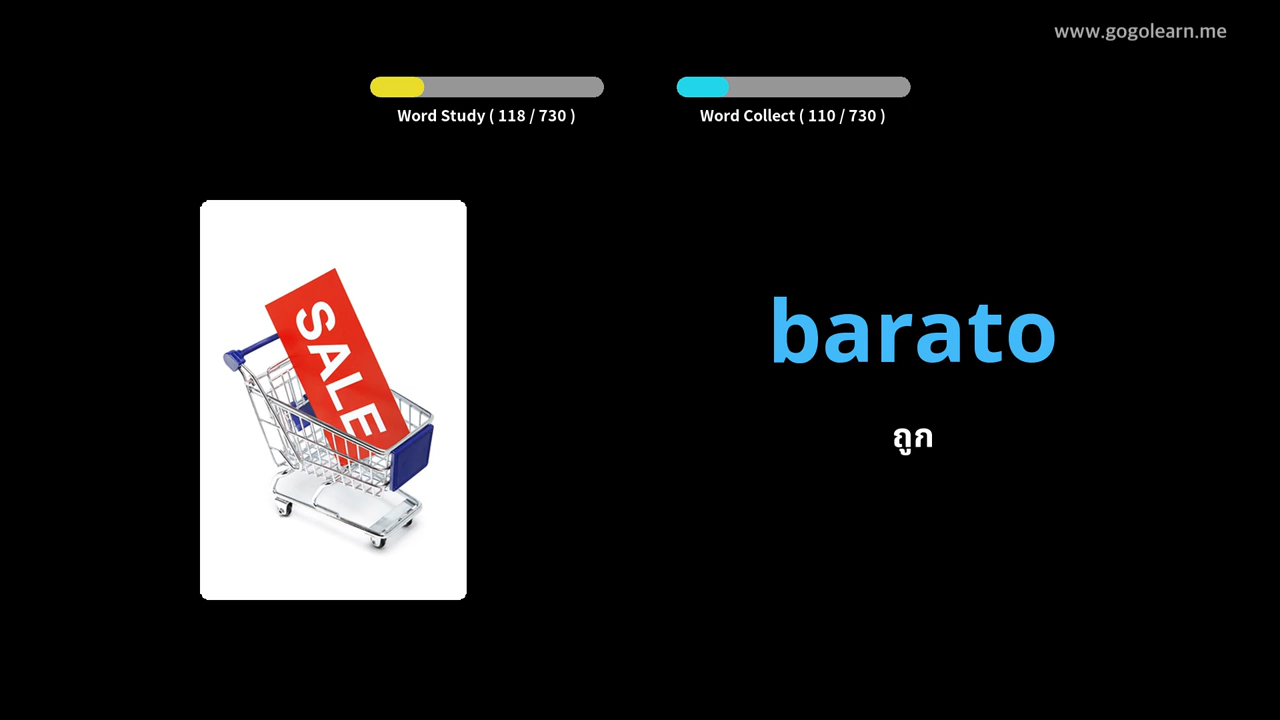 www.gogolearn.me
Word Study ( 118 / 730 )
Word Collect ( 110 / 730 )
SALE
barato
ถูก